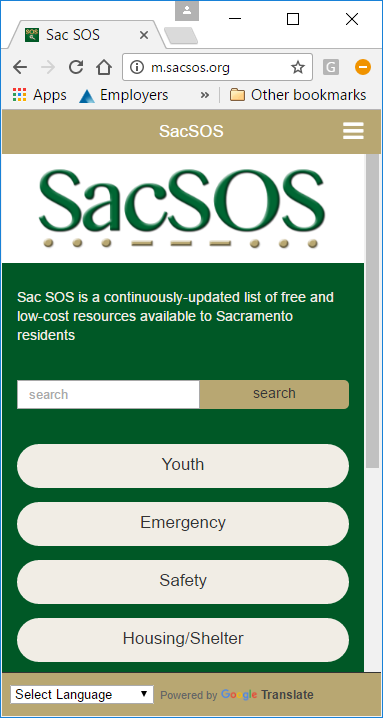 Sac SOS
m.sacsos.org
Apps Employers » Other bookmarks
SacSOS
SacSOS
Sac SOS is a continuously-updated list of free and
low-cost resources available to Sacramento
residents
search search
Youth
Emergency
Safety
Housing/Shelter
Select Language Powered by Google Translate